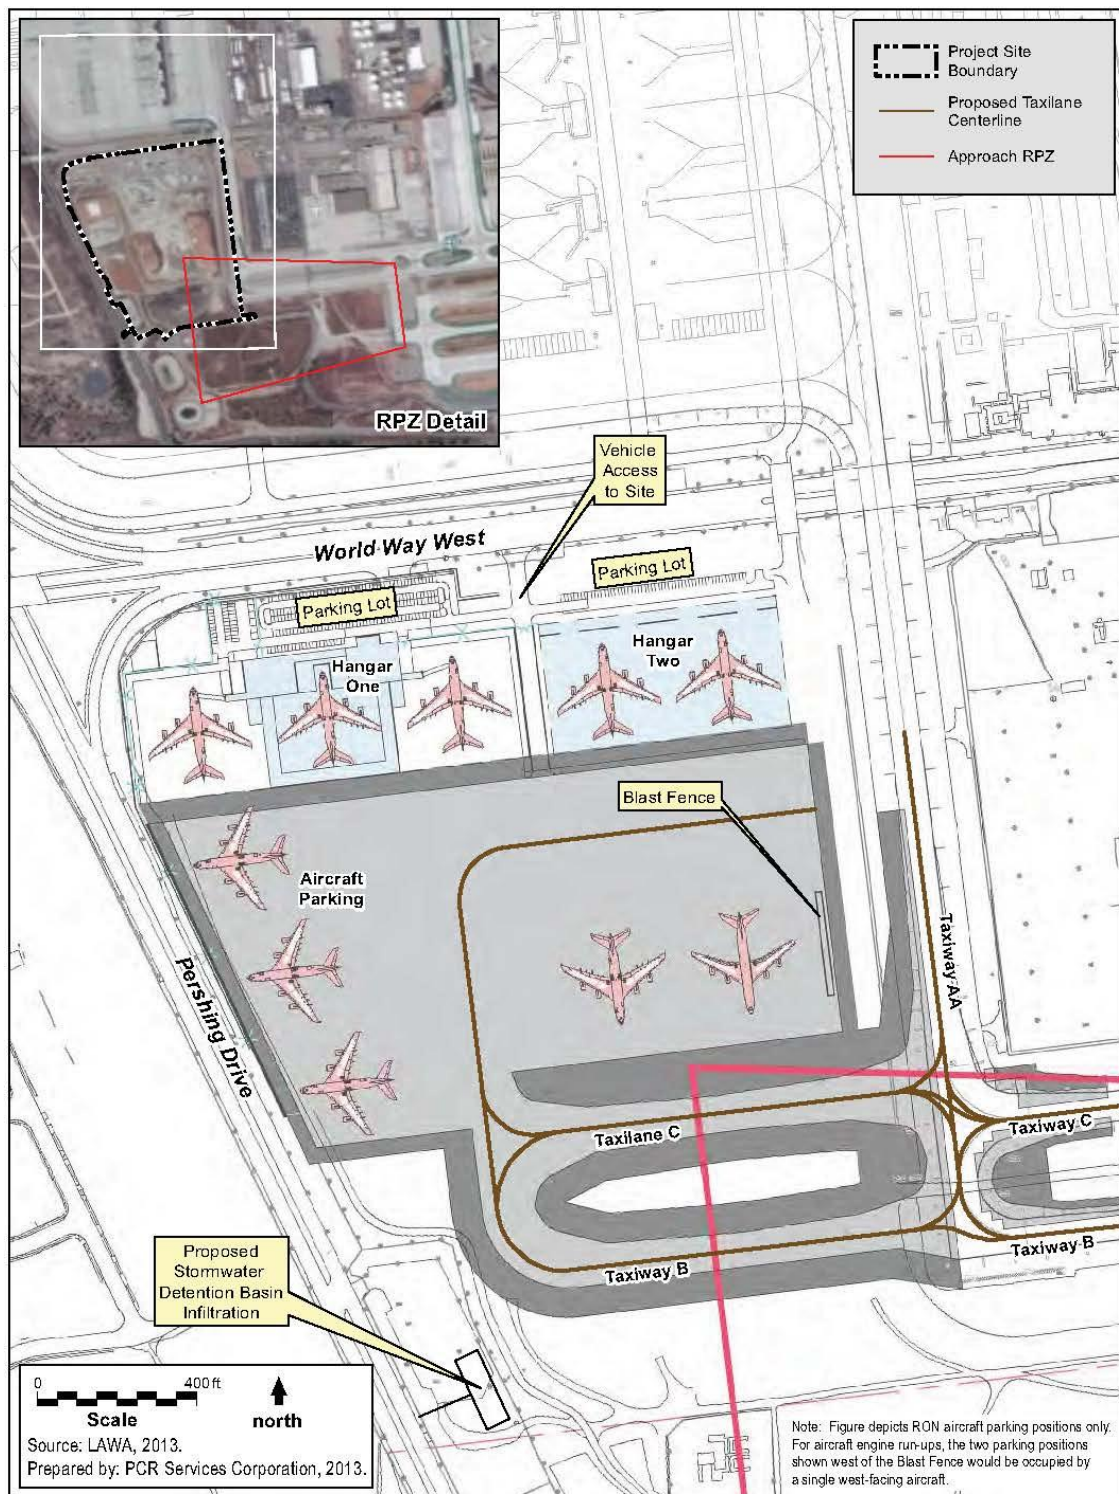 RPZ Detail
Project Site
Boundary
Proposed Taxilane
Centerline
Approach RPZ
Vehicle
Access
to Site
World Way West
Parking Lot
Parking Lot
Hangar
One
Hangar
Two
Blast Fence
Aircraft
Parking
Taxiway AA
Pershing Drive
Taxilane C
Taxiway C
Taxiway B
Taxiway B
Proposed
Stormwater
Detention Basin
Infiltration
0 400 ft
Scale
north
Source: LAWA, 2013.
Prepared by: PCR Services Corporation, 2013.
Note: Figure depicts RON aircraft parking positions only.
For aircraft engine run-ups, the two parking positions
shown west of the Blast Fence would be occupied by
a single west-facing aircraft.